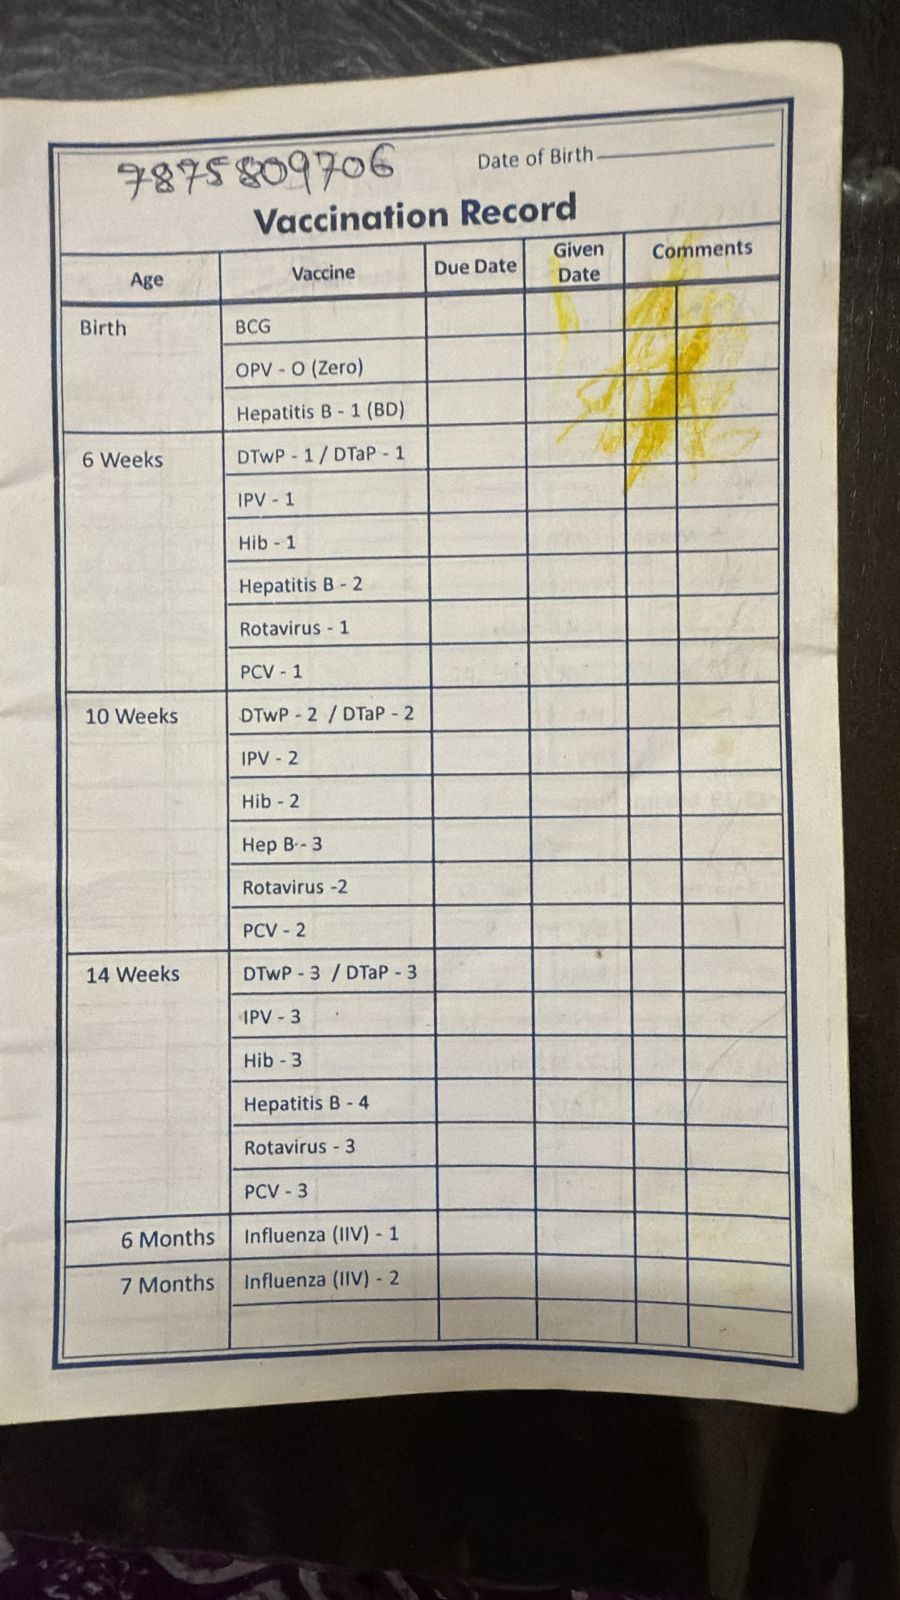 7875809706
Date of Birth
Vaccination Record
Age Vaccine Due Date Given Date Comments
Birth BCG
OPV - O (Zero)
Hepatitis B - 1 (BD)
6 Weeks DTwP - 1 / DTaP - 1
IPV - 1
Hib - 1
Hepatitis B - 2
Rotavirus - 1
PCV - 1
10 Weeks DTwP - 2 / DTaP - 2
IPV - 2
Hib - 2
Hep B - 3
Rotavirus -2
PCV - 2
14 Weeks DTwP - 3 / DTaP - 3
IPV - 3
Hib - 3
Hepatitis B - 4
Rotavirus - 3
PCV - 3
6 Months Influenza (IIV) - 1
7 Months Influenza (IIV) - 2